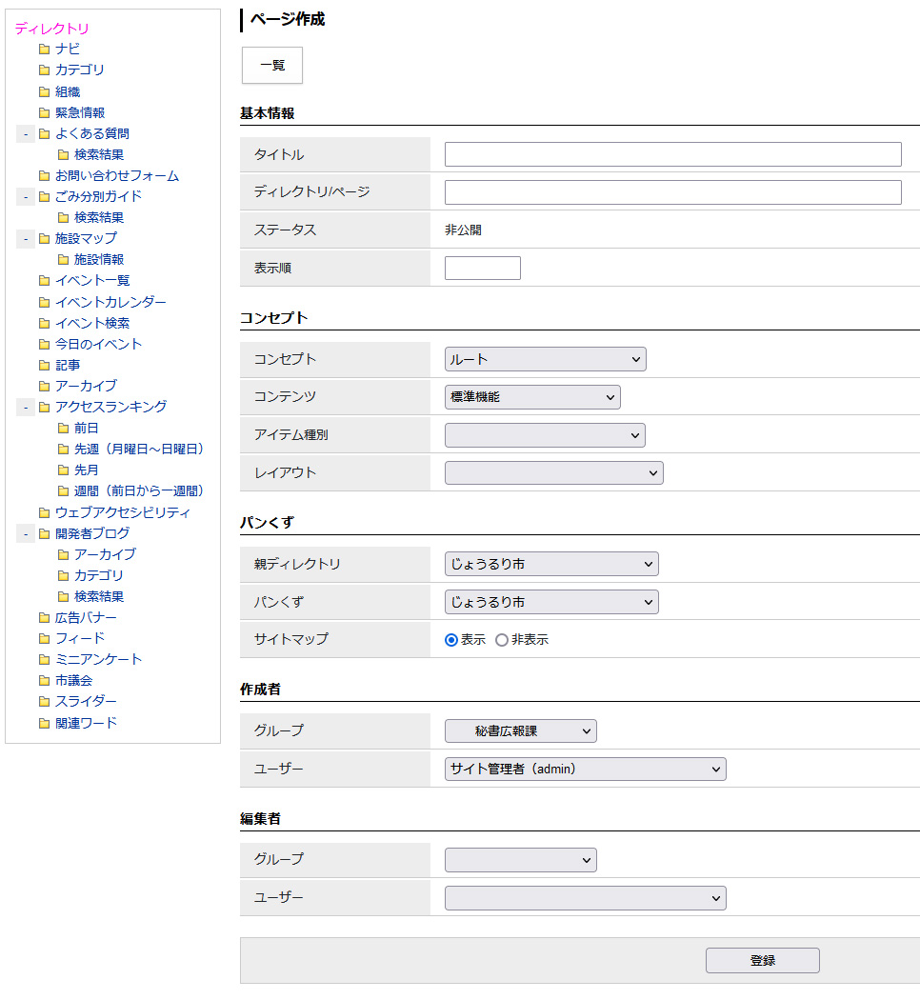 ディレクトリ
ナビ
カテゴリ
組織
緊急情報
- よくある質問
検索結果
お問い合わせフォーム
- ごみ分別ガイド
検索結果
- 施設マップ
施設情報
イベント一覧
イベントカレンダー
イベント検索
今日のイベント
記事
アーカイブ
- アクセスランキング
前日
先週（月曜日～日曜日）
先月
週間（前日から一週間）
ウェブアクセシビリティ
- 開発者ブログ
アーカイブ
カテゴリ
検索結果
広告バナー
フィード
ミニアンケート
市議会
スライダー
関連ワード
ページ作成
一覧
基本情報
タイトル
ディレクトリ/ページ
ステータス 非公開
表示順
コンセプト
コンセプト ルート
コンテンツ 標準機能
アイテム種別
レイアウト
パンくず
親ディレクトリ じょうるり市
パンくず じょうるり市
サイトマップ 表示 非表示
作成者
グループ 秘書広報課
ユーザー サイト管理者（admin）
編集者
グループ
ユーザー
登録